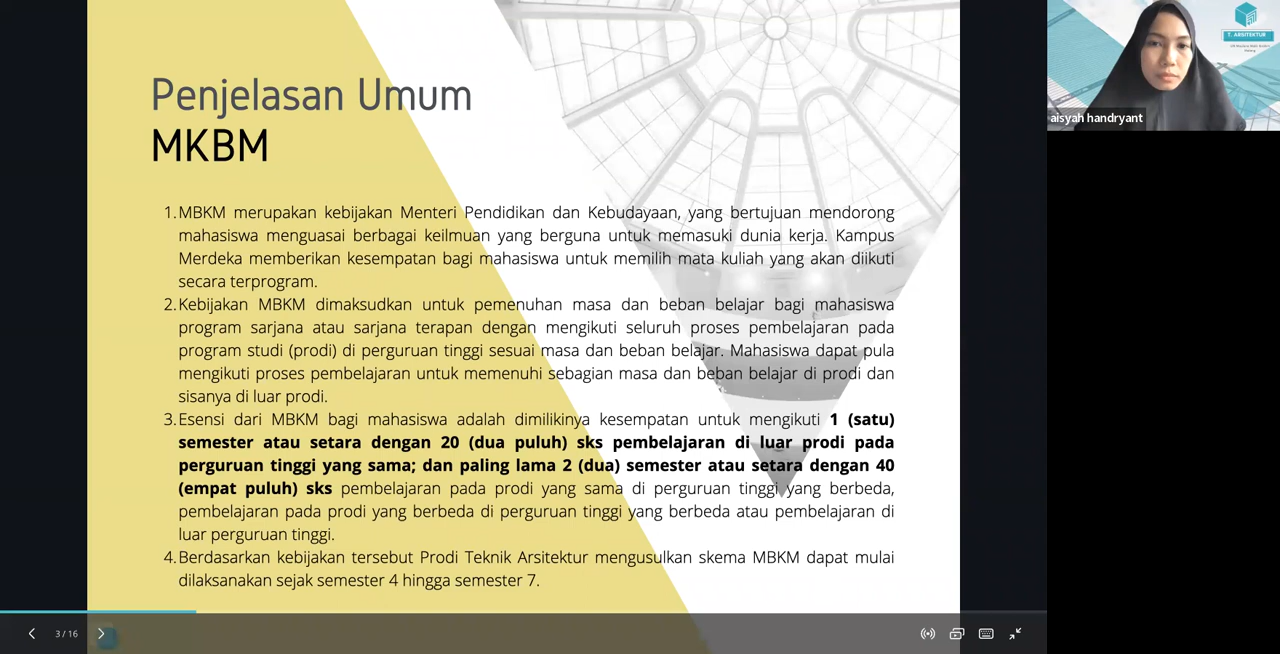 Penjelasan Umum
MKBM
1. MBKM merupakan kebijakan Menteri Pendidikan dan Kebudayaan, yang bertujuan mendorong
mahasiswa menguasai berbagai keilmuan yang berguna untuk memasuki dunia kerja. Kampus
Merdeka memberikan kesempatan bagi mahasiswa untuk memilih mata kuliah yang akan diikuti
secara terprogram.
2. Kebijakan MBKM dimaksudkan untuk pemenuhan masa dan beban belajar bagi mahasiswa
program sarjana atau sarjana terapan dengan mengikuti seluruh proses pembelajaran pada
program studi (prodi) di perguruan tinggi sesuai masa dan beban belajar. Mahasiswa dapat pula
mengikuti proses pembelajaran untuk memenuhi sebagian masa dan beban belajar di prodi dan
sisanya di luar prodi.
3. Esensi dari MBKM bagi mahasiswa adalah dimilikinya kesempatan untuk mengikuti 1 (satu)
semester atau setara dengan 20 (dua puluh) sks pembelajaran di luar prodi pada
perguruan tinggi yang sama; dan paling lama 2 (dua) semester atau setara dengan 40
(empat puluh) sks pembelajaran pada prodi yang sama di perguruan tinggi yang berbeda,
pembelajaran pada prodi yang berbeda di perguruan tinggi yang berbeda atau pembelajaran di
luar perguruan tinggi.
4. Berdasarkan kebijakan tersebut Prodi Teknik Arsitektur mengusulkan skema MBKM dapat mulai
dilaksanakan sejak semester 4 hingga semester 7.
3 / 16
T. ARSITEKTUR
aisyah handryant